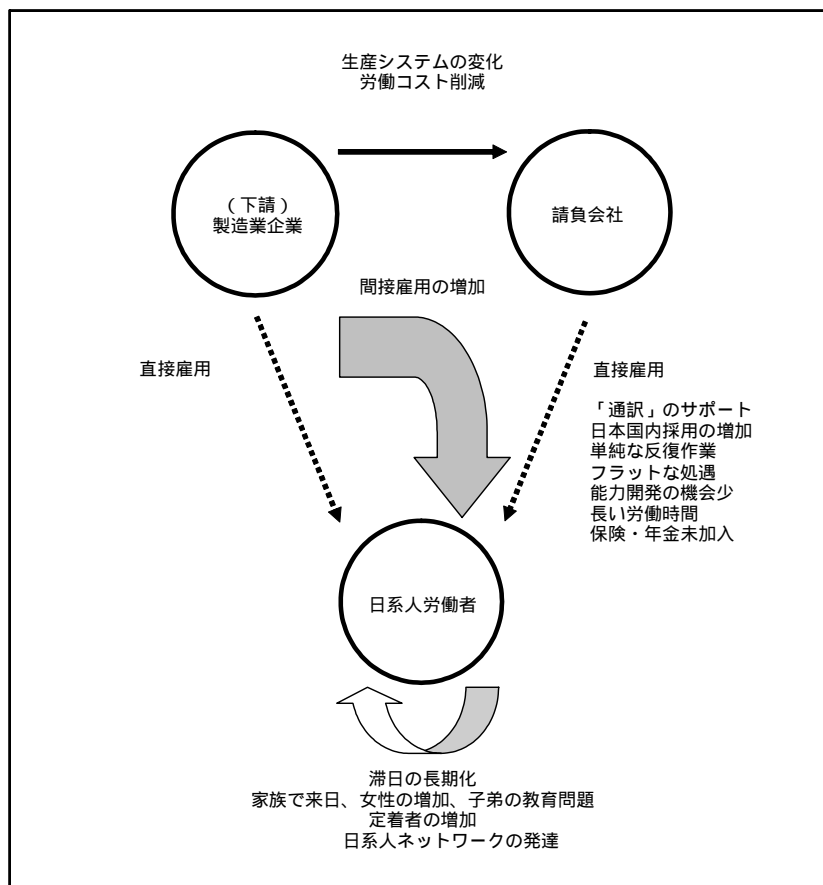 生産システムの変化
労働コスト削減
（下請）
製造業企業
請負会社
間接雇用の増加
直接雇用
直接雇用
「通訳」のサポート
日本国内採用の増加
単純な反復作業
フラットな処遇
能力開発の機会少
長い労働時間
保険・年金未加入
日系人労働者
滞日の長期化
家族で来日、女性の増加、子弟の教育問題
定着者の増加
日系人ネットワークの発達